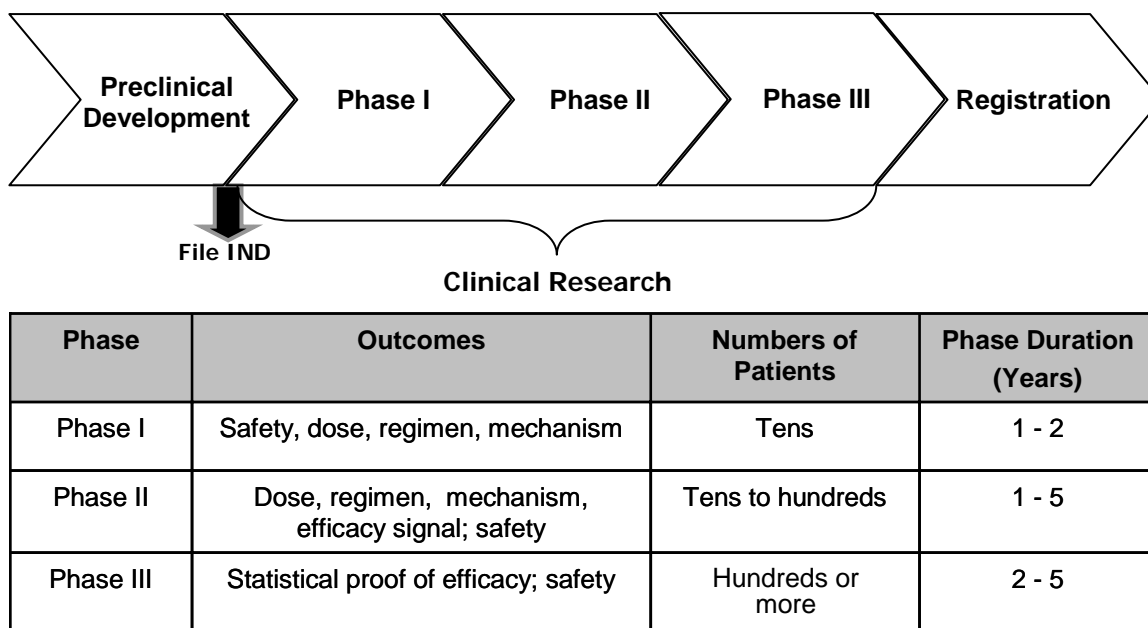 Preclinical
Development
Phase I
Phase II
Phase III
Registration
File IND
Clinical Research
Phase
Outcomes
Numbers of
Patients
Phase Duration
(Years)
Phase I
Safety, dose, regimen, mechanism
Tens
1 - 2
Phase II
Dose, regimen, mechanism,
efficacy signal; safety
Tens to hundreds
1 - 5
Phase III
Statistical proof of efficacy; safety
Hundreds or
more
2 - 5